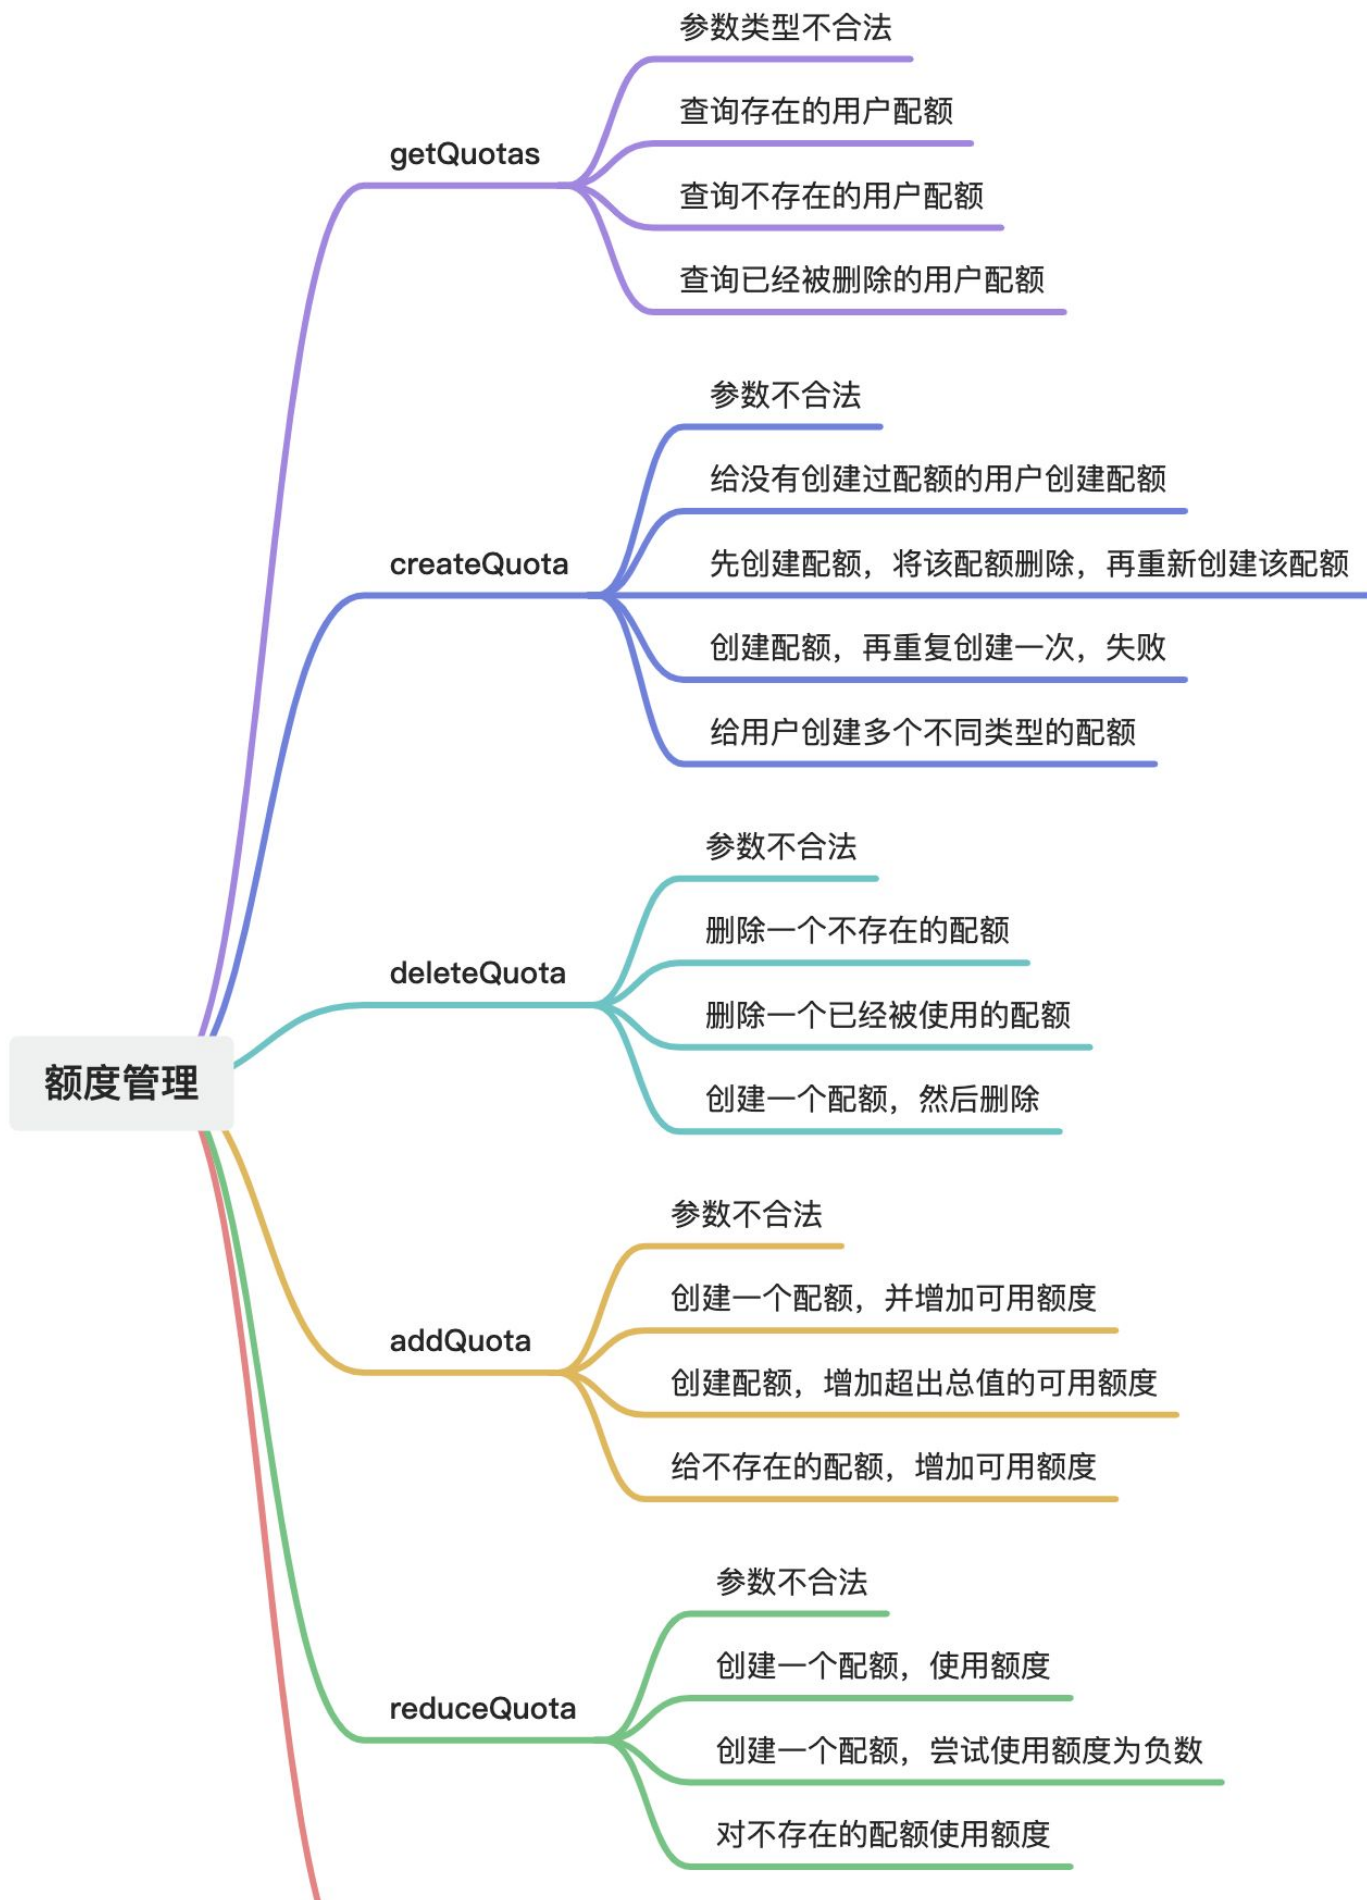 额度管理
getQuotas
参数类型不合法
查询存在的用户配额
查询不存在的用户配额
查询已经被删除的用户配额
createQuota
参数不合法
给没有创建过配额的用户创建配额
先创建配额，将该配额删除，再重新创建该配额
创建配额，再重复创建一次，失败
给用户创建多个不同类型的配额
deleteQuota
参数不合法
删除一个不存在的配额
删除一个已经被使用的配额
创建一个配额，然后删除
addQuota
参数不合法
创建一个配额，并增加可用额度
创建配额，增加超出总值的可用额度
给不存在的配额，增加可用额度
reduceQuota
参数不合法
创建一个配额，使用额度
创建一个配额，尝试使用额度为负数
对不存在的配额使用额度